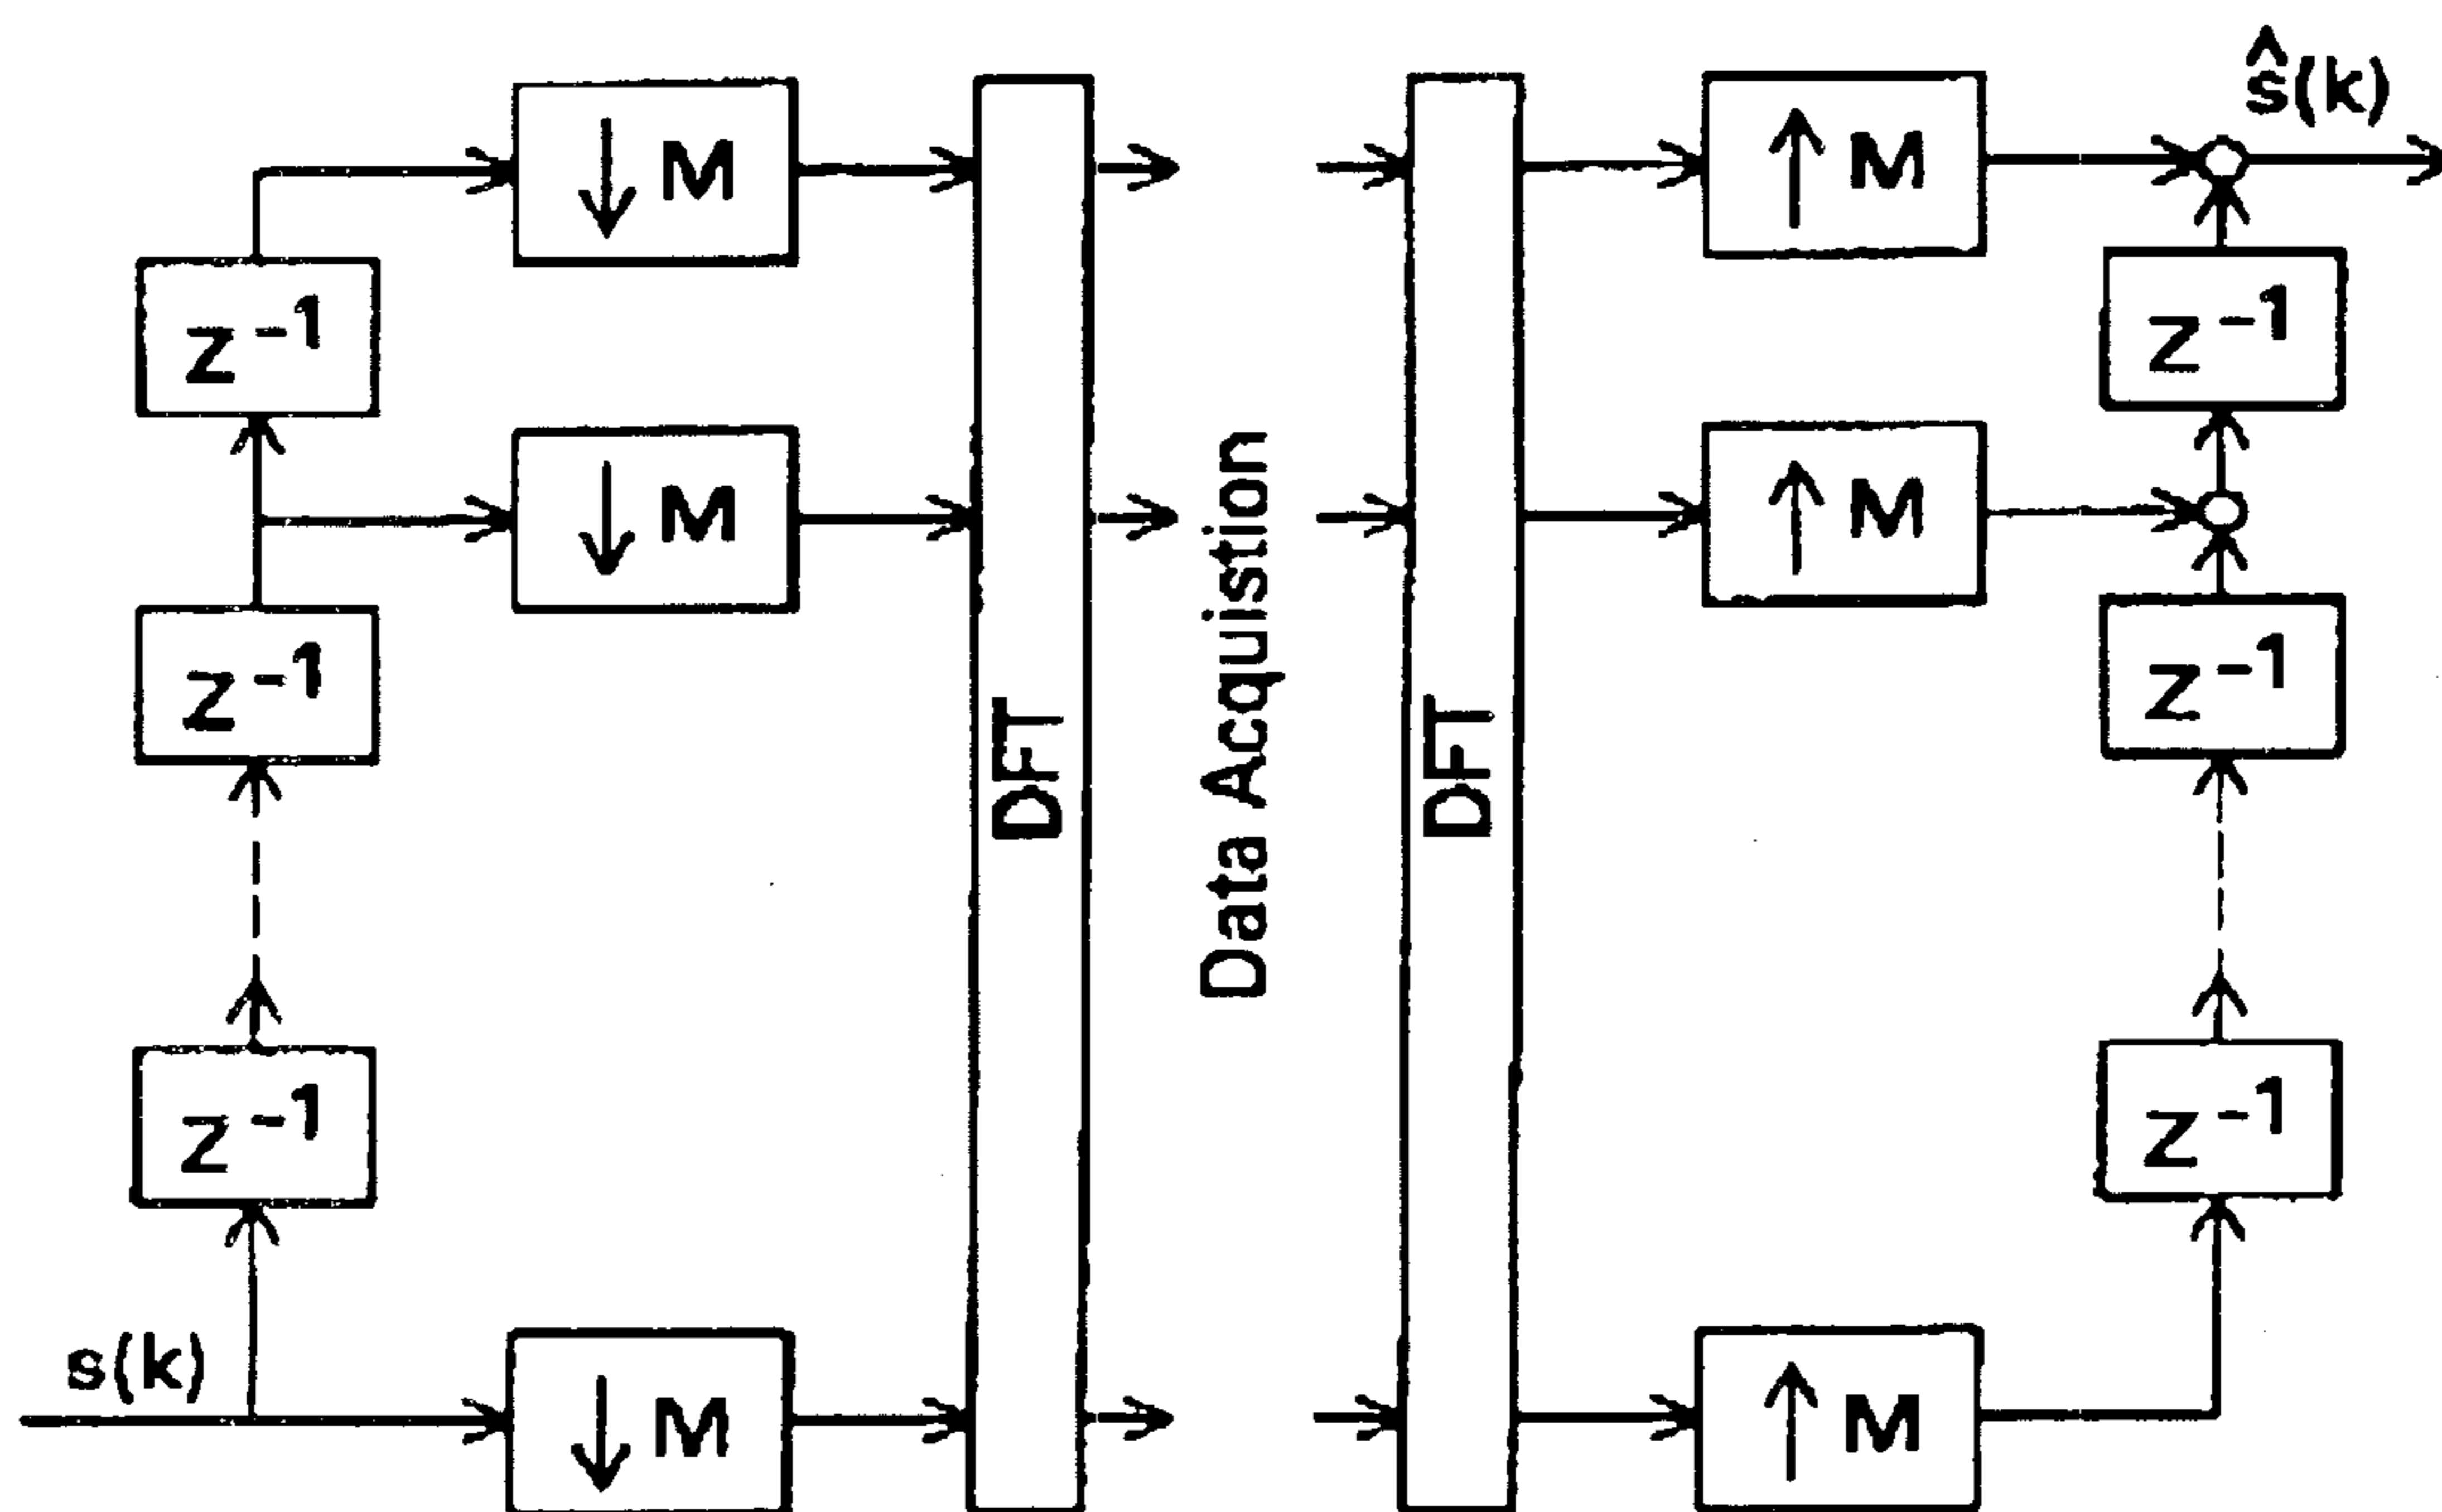 ŝ(k)
↓ M
↑ M
z⁻¹
z⁻¹
↓ M
↑ M
z⁻¹
z⁻¹
DFT
Data Acquistion
DFT
z⁻¹
z⁻¹
s(k)
↓ M
↑ M